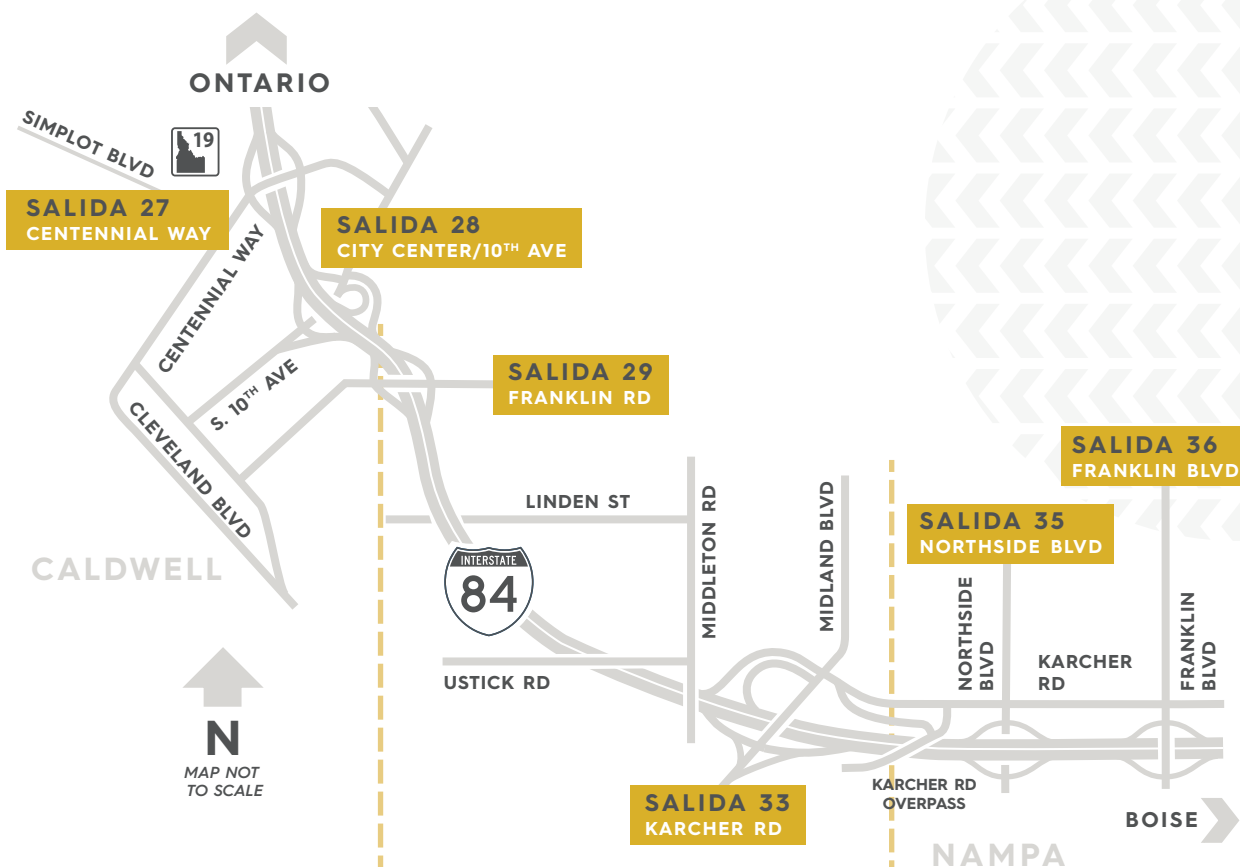 ONTARIO
SIMPLOT BLVD
19
SALIDA 27
CENTENNIAL WAY
SALIDA 28
CITY CENTER/10TH AVE
CENTENNIAL WAY
S. 10TH AVE
CLEVELAND BLVD
SALIDA 29
FRANKLIN RD
SALIDA 36
FRANKLIN BLVD
LINDEN ST
MIDDLETON RD
MIDLAND BLVD
SALIDA 35
NORTHSIDE BLVD
CALDWELL
INTERSTATE
84
NORTHSIDE
BLVD
KARCHER
RD
FRANKLIN
BLVD
USTICK RD
N
MAP NOT
TO SCALE
SALIDA 33
KARCHER RD
KARCHER RD
OVERPASS
BOISE
NAMPA